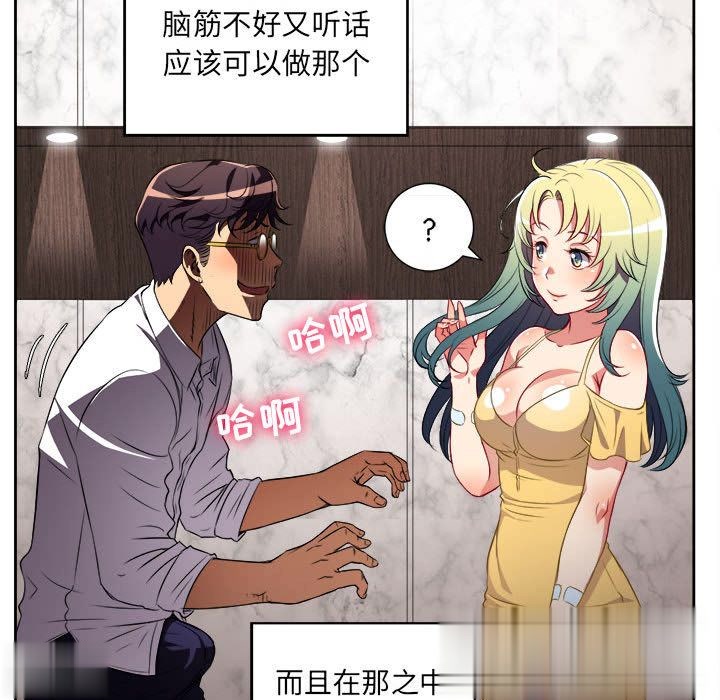 脑筋不好又听话
应该可以做那个
?
哈啊
哈啊
而且在那之中